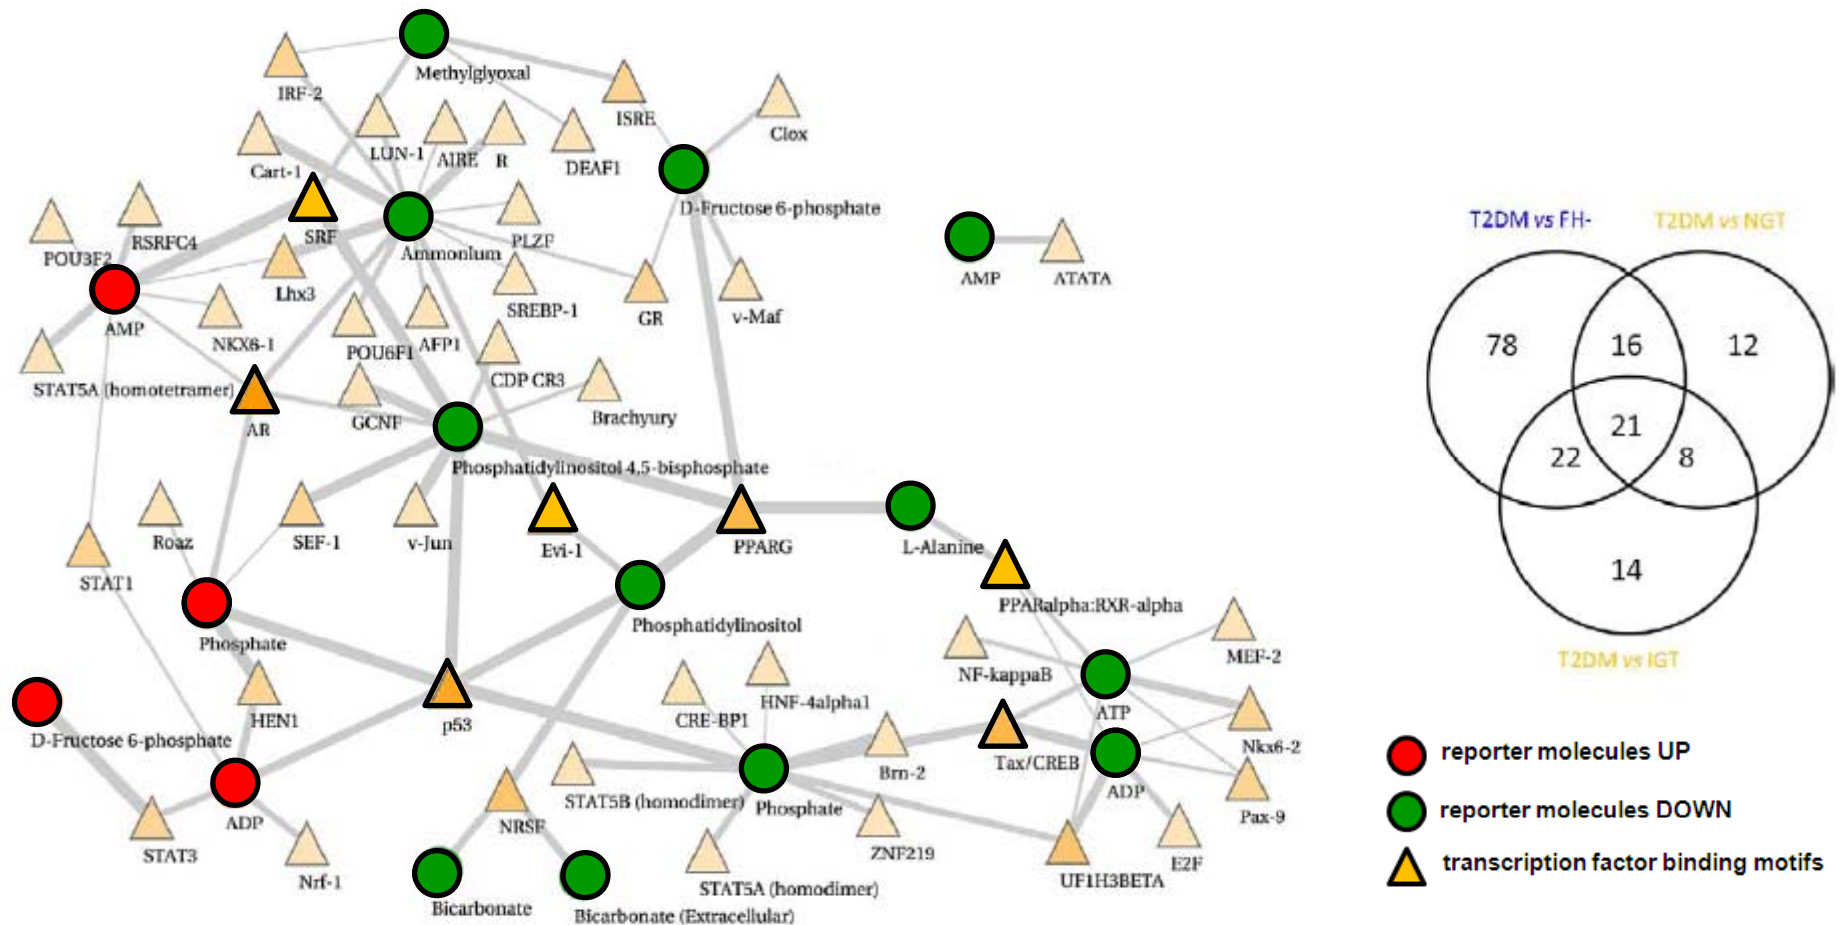 Methylglyoxal
IRF-2
ISRE
Clox
LUN-1
AIRE
R
DEAF1
Cart-1
D-Fructose 6-phosphate
T2DM vs FH-
T2DM vs NGT
RSRFC4
SRF
PLZF
POU3F2
Ammonium
AMP
ATATA
Lhx3
SREBP-1
GR
v-Maf
AMP
NKX6-1
POU6F1
AFP1
78
16
12
STAT5A (homotetramer)
CDP CR3
AR
GCNF
Brachyury
21
22
8
Phosphatidylinositol 4,5-bisphosphate
Roaz
SEF-1
v-Jun
Evi-1
PPARG
L-Alanine
STAT1
14
PPARalpha:RXR-alpha
Phosphate
Phosphatidylinositol
MEF-2
T2DM vs IGT
NF-kappaB
HNF-4alpha1
HEN1
p53
CRE-BP1
ATP
D-Fructose 6-phosphate
Nkx6-2
reporter molecules UP
Brn-2
Tax/CREB
ADP
STAT5B (homodimer)
Phosphate
reporter molecules DOWN
ADP
NRSF
Pax-9
STAT3
ZNF219
E2F
transcription factor binding motifs
Nrf-1
STAT5A (homodimer)
UF1H3BETA
Bicarbonate
Bicarbonate (Extracellular)